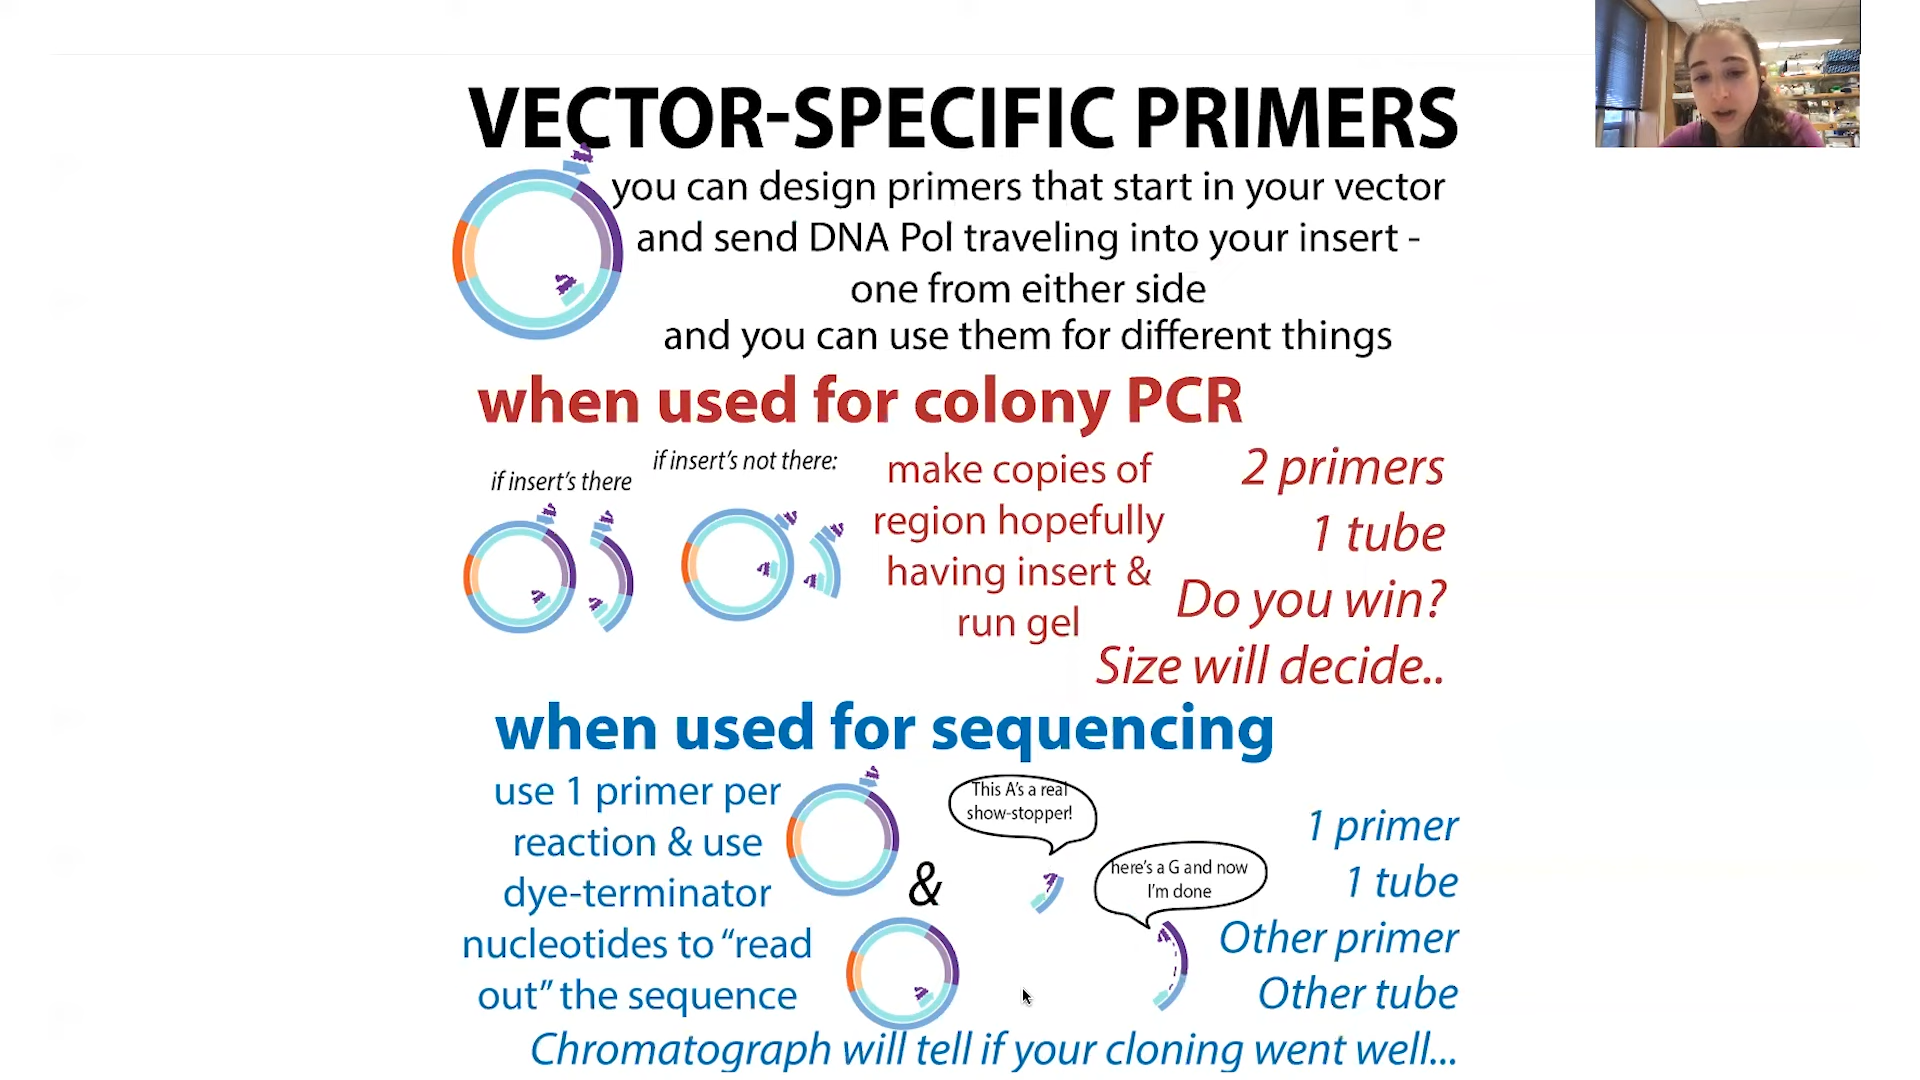 VECTOR-SPECIFIC PRIMERS
you can design primers that start in your vector
and send DNA Pol traveling into your insert -
one from either side
and you can use them for different things
when used for colony PCR
if insert's there
if insert's not there:
make copies of
region hopefully
having insert &
run gel
2 primers
1 tube
Do you win?
Size will decide..
when used for sequencing
use 1 primer per
reaction & use
dye-terminator
nucleotides to “read
out” the sequence
&
This A's a real
show-stopper!
here's a G and now
I'm done
1 primer
1 tube
Other primer
Other tube
Chromatograph will tell if your cloning went well...